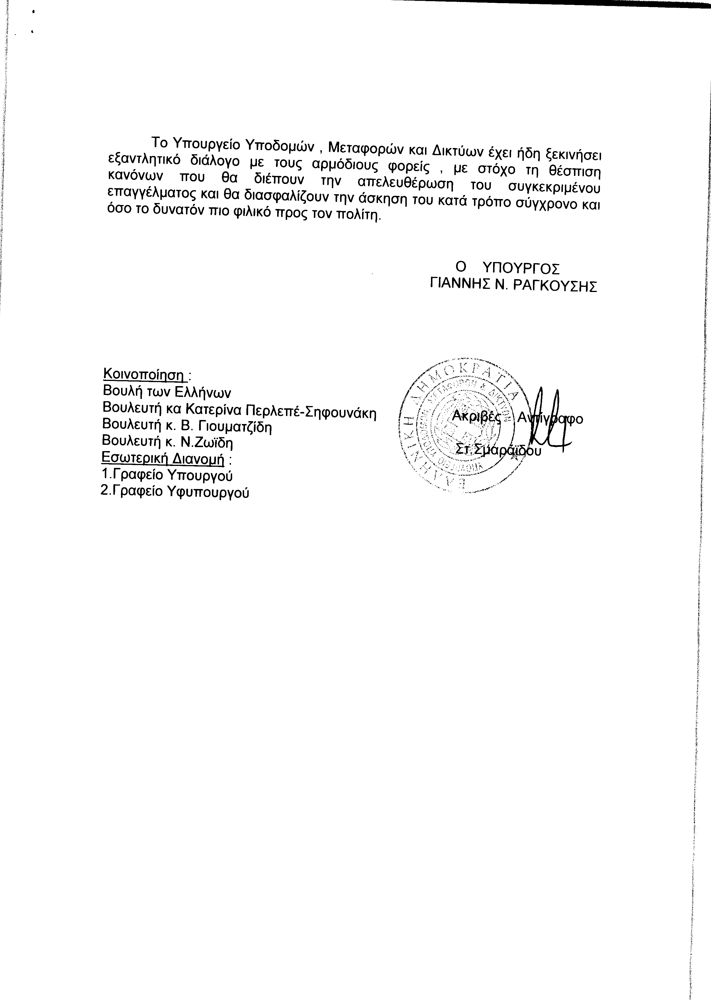 Το Υπουργείο Υποδομών , Μεταφορών και Δικτύων έχει ήδη ξεκινήσει
εξαντλητικό διάλογο με τους αρμόδιους φορείς , με στόχο τη θέσπιση
κανόνων που θα διέπουν την απελευθέρωση του συγκεκριμένου
επαγγέλματος και θα διασφαλίζουν την άσκηση του κατά τρόπο σύγχρονο και
όσο το δυνατόν πιο φιλικό προς τον πολίτη.
Ο ΥΠΟΥΡΓΟΣ
ΓΙΑΝΝΗΣ Ν. ΡΑΓΚΟΥΣΗΣ
Κοινοποίηση :
Βουλή των Ελλήνων
Βουλευτή κα Κατερίνα Περλεπέ-Σηφουνάκη
Βουλευτή κ. Β. Γιουματζίδη
Βουλευτή κ. Ν.Ζωϊδη
Εσωτερική Διανομή :
1.Γραφείο Υπουργού
2.Γραφείο Υφυπουργού
ΕΛΛΗΝΙΚΗ ΔΗΜΟΚΡΑΤΙΑ
ΜΕΤΑΦΟΡΩΝ & ΔΙΚΤΥΩΝ
Ακριβές Αντίγραφο
Στ.Σμαραϊδου